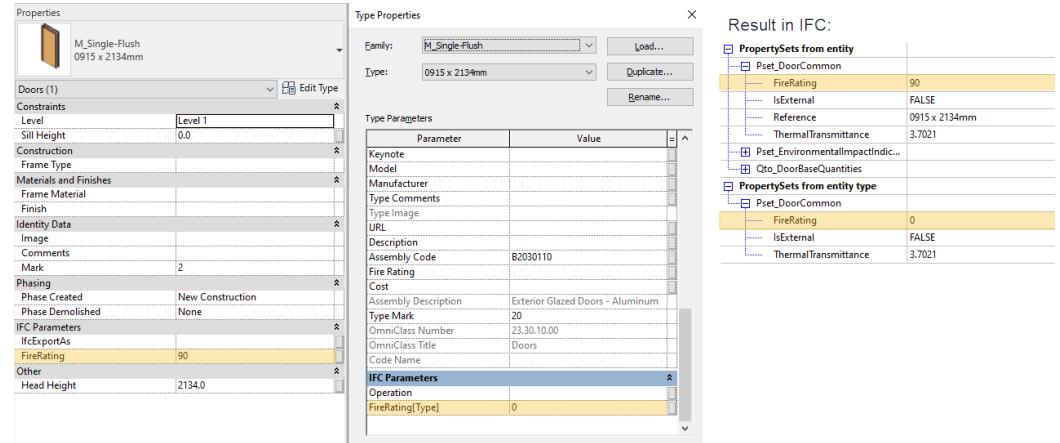 Properties
M_Single-Flush
0915 x 2134mm
Doors (1)
Edit Type
Constraints
Level Level 1
Sill Height 0.0
Construction
Frame Type
Materials and Finishes
Frame Material
Finish
Identity Data
Image
Comments
Mark 2
Phasing
Phase Created New Construction
Phase Demolished None
IFC Parameters
IfcExportAs
FireRating 90
Other
Head Height 2134.0
Type Properties
Family: M_Single-Flush Load...
Type: 0915 x 2134mm Duplicate...
Rename...
Type Parameters
Parameter Value =
Keynote
Model
Manufacturer
Type Comments
Type Image
URL
Description
Assembly Code B2030110
Fire Rating
Cost
Assembly Description Exterior Glazed Doors - Aluminum
Type Mark 20
OmniClass Number 23.30.10.00
OmniClass Title Doors
Code Name
IFC Parameters
Operation
FireRating[Type] 0
Result in IFC:
PropertySets from entity
Pset_DoorCommon
FireRating 90
IsExternal FALSE
Reference 0915 x 2134mm
ThermalTransmittance 3.7021
Pset_EnvironmentalImpactIndic...
Qto_DoorBaseQuantities
PropertySets from entity type
Pset_DoorCommon
FireRating 0
IsExternal FALSE
ThermalTransmittance 3.7021